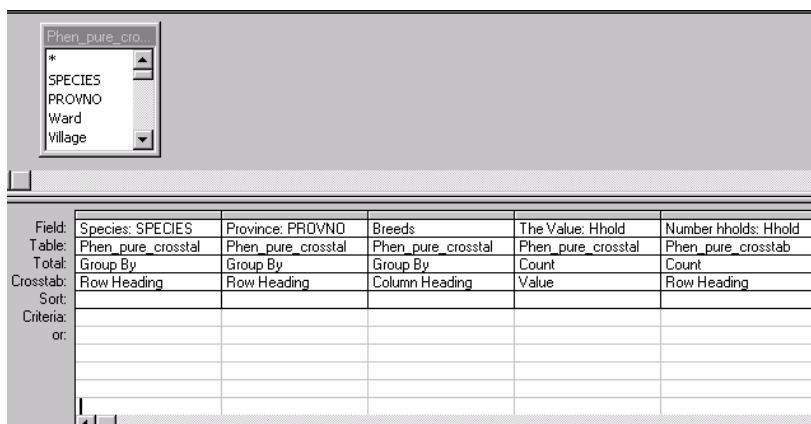 Phen_pure_cro...
*
SPECIES
PROVNO
Ward
Village
Field: Species: SPECIES Province: PROVNO Breeds The Value: Hhold Number hholds: Hhold
Table: Phen_pure_crosstal Phen_pure_crosstal Phen_pure_crosstal Phen_pure_crosstal Phen_pure_crosstab
Total: Group By Group By Group By Count Count
Crosstab: Row Heading Row Heading Column Heading Value Row Heading
Sort:
Criteria:
or: